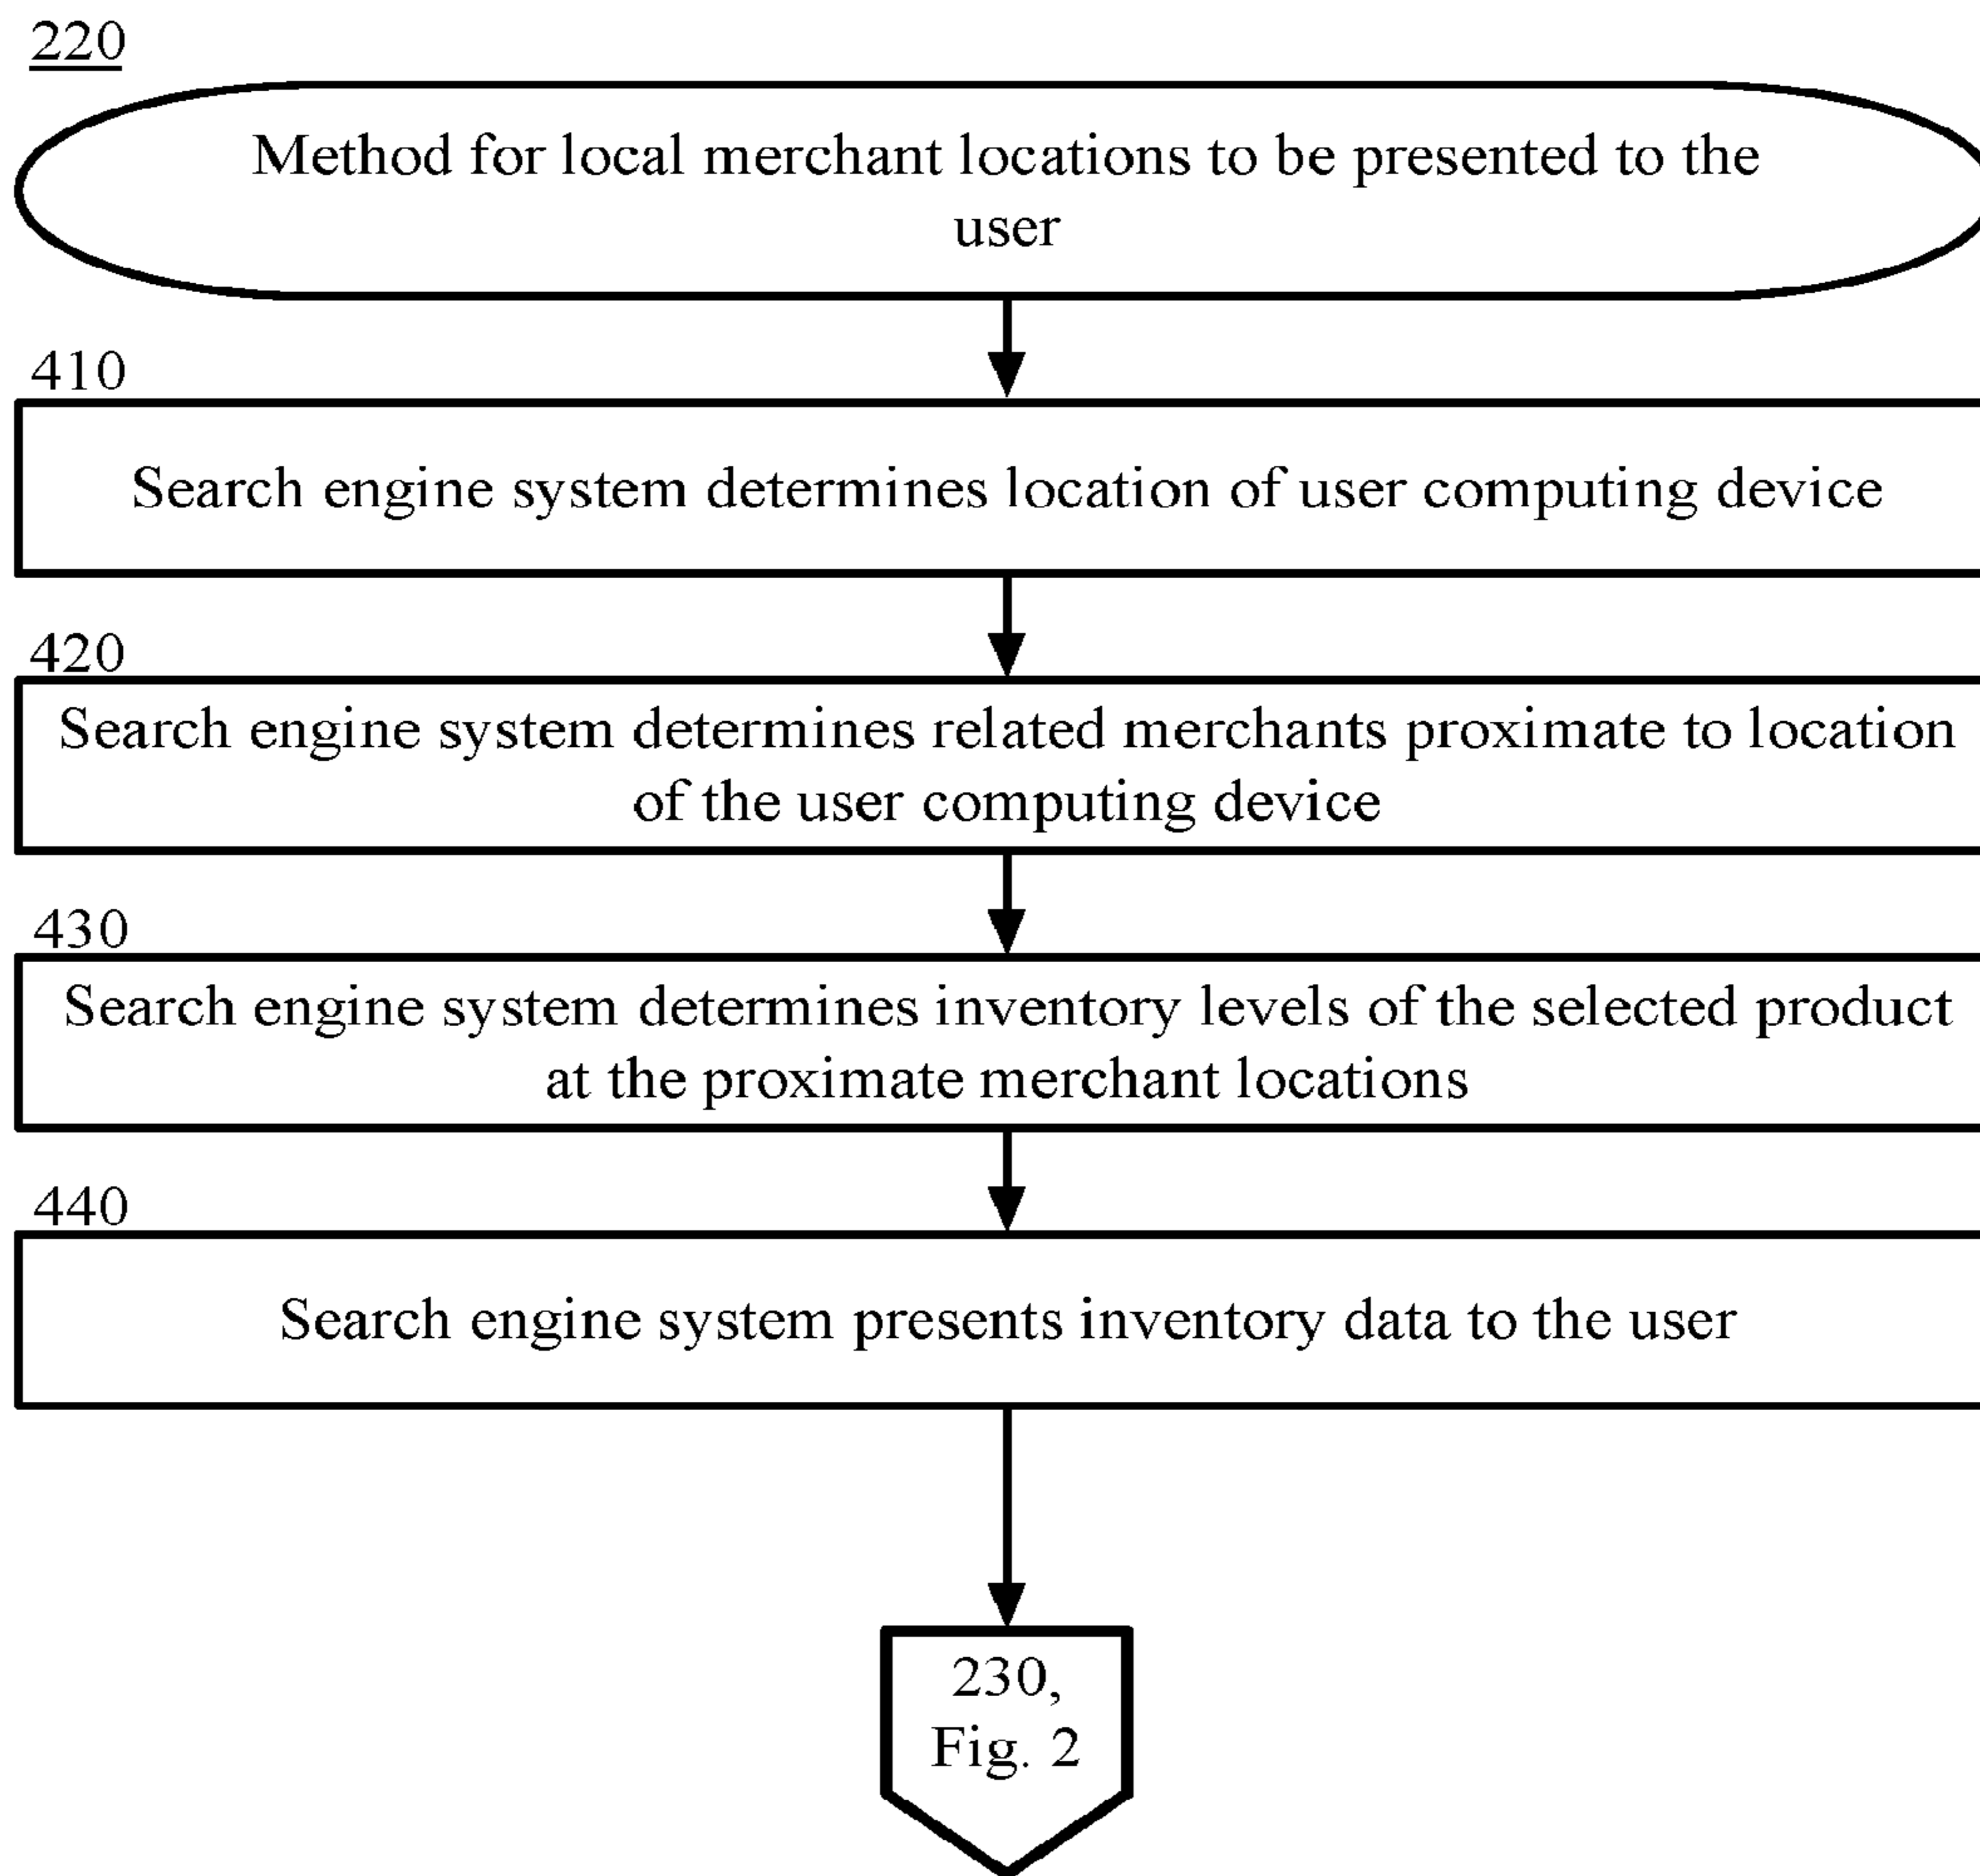 220
Method for local merchant locations to be presented to the
user
410
Search engine system determines location of user computing device
420
Search engine system determines related merchants proximate to location
of the user computing device
430
Search engine system determines inventory levels of the selected product
at the proximate merchant locations
440
Search engine system presents inventory data to the user
230,
Fig. 2